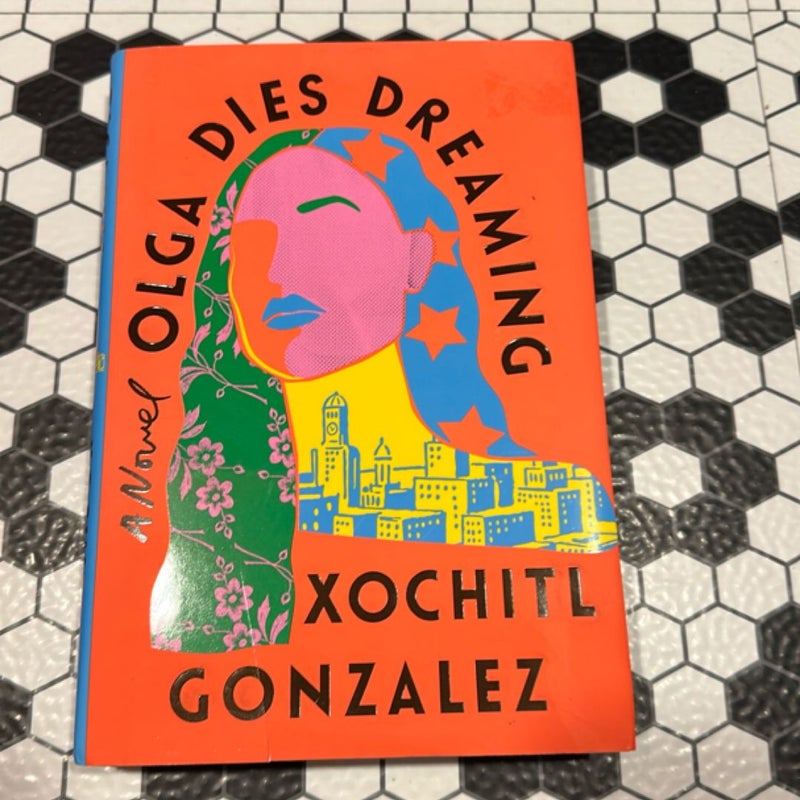 OLGA DIES DREAMING
A Novel
XOCHITL
GONZALEZ